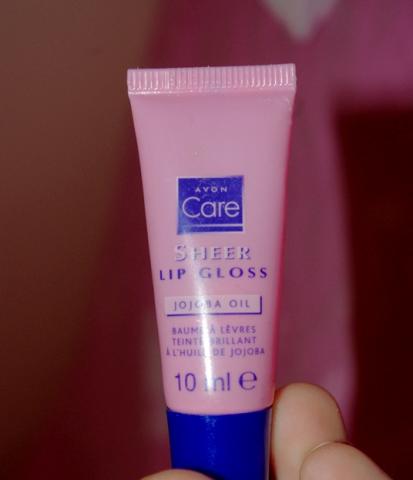 AVON
Care
SHEER
LIP GLOSS
JOJOBA OIL
BAUME À LÈVRES
TEINTÉ BRILLANT
À L'HUILE DE JOJOBA
10 ml e